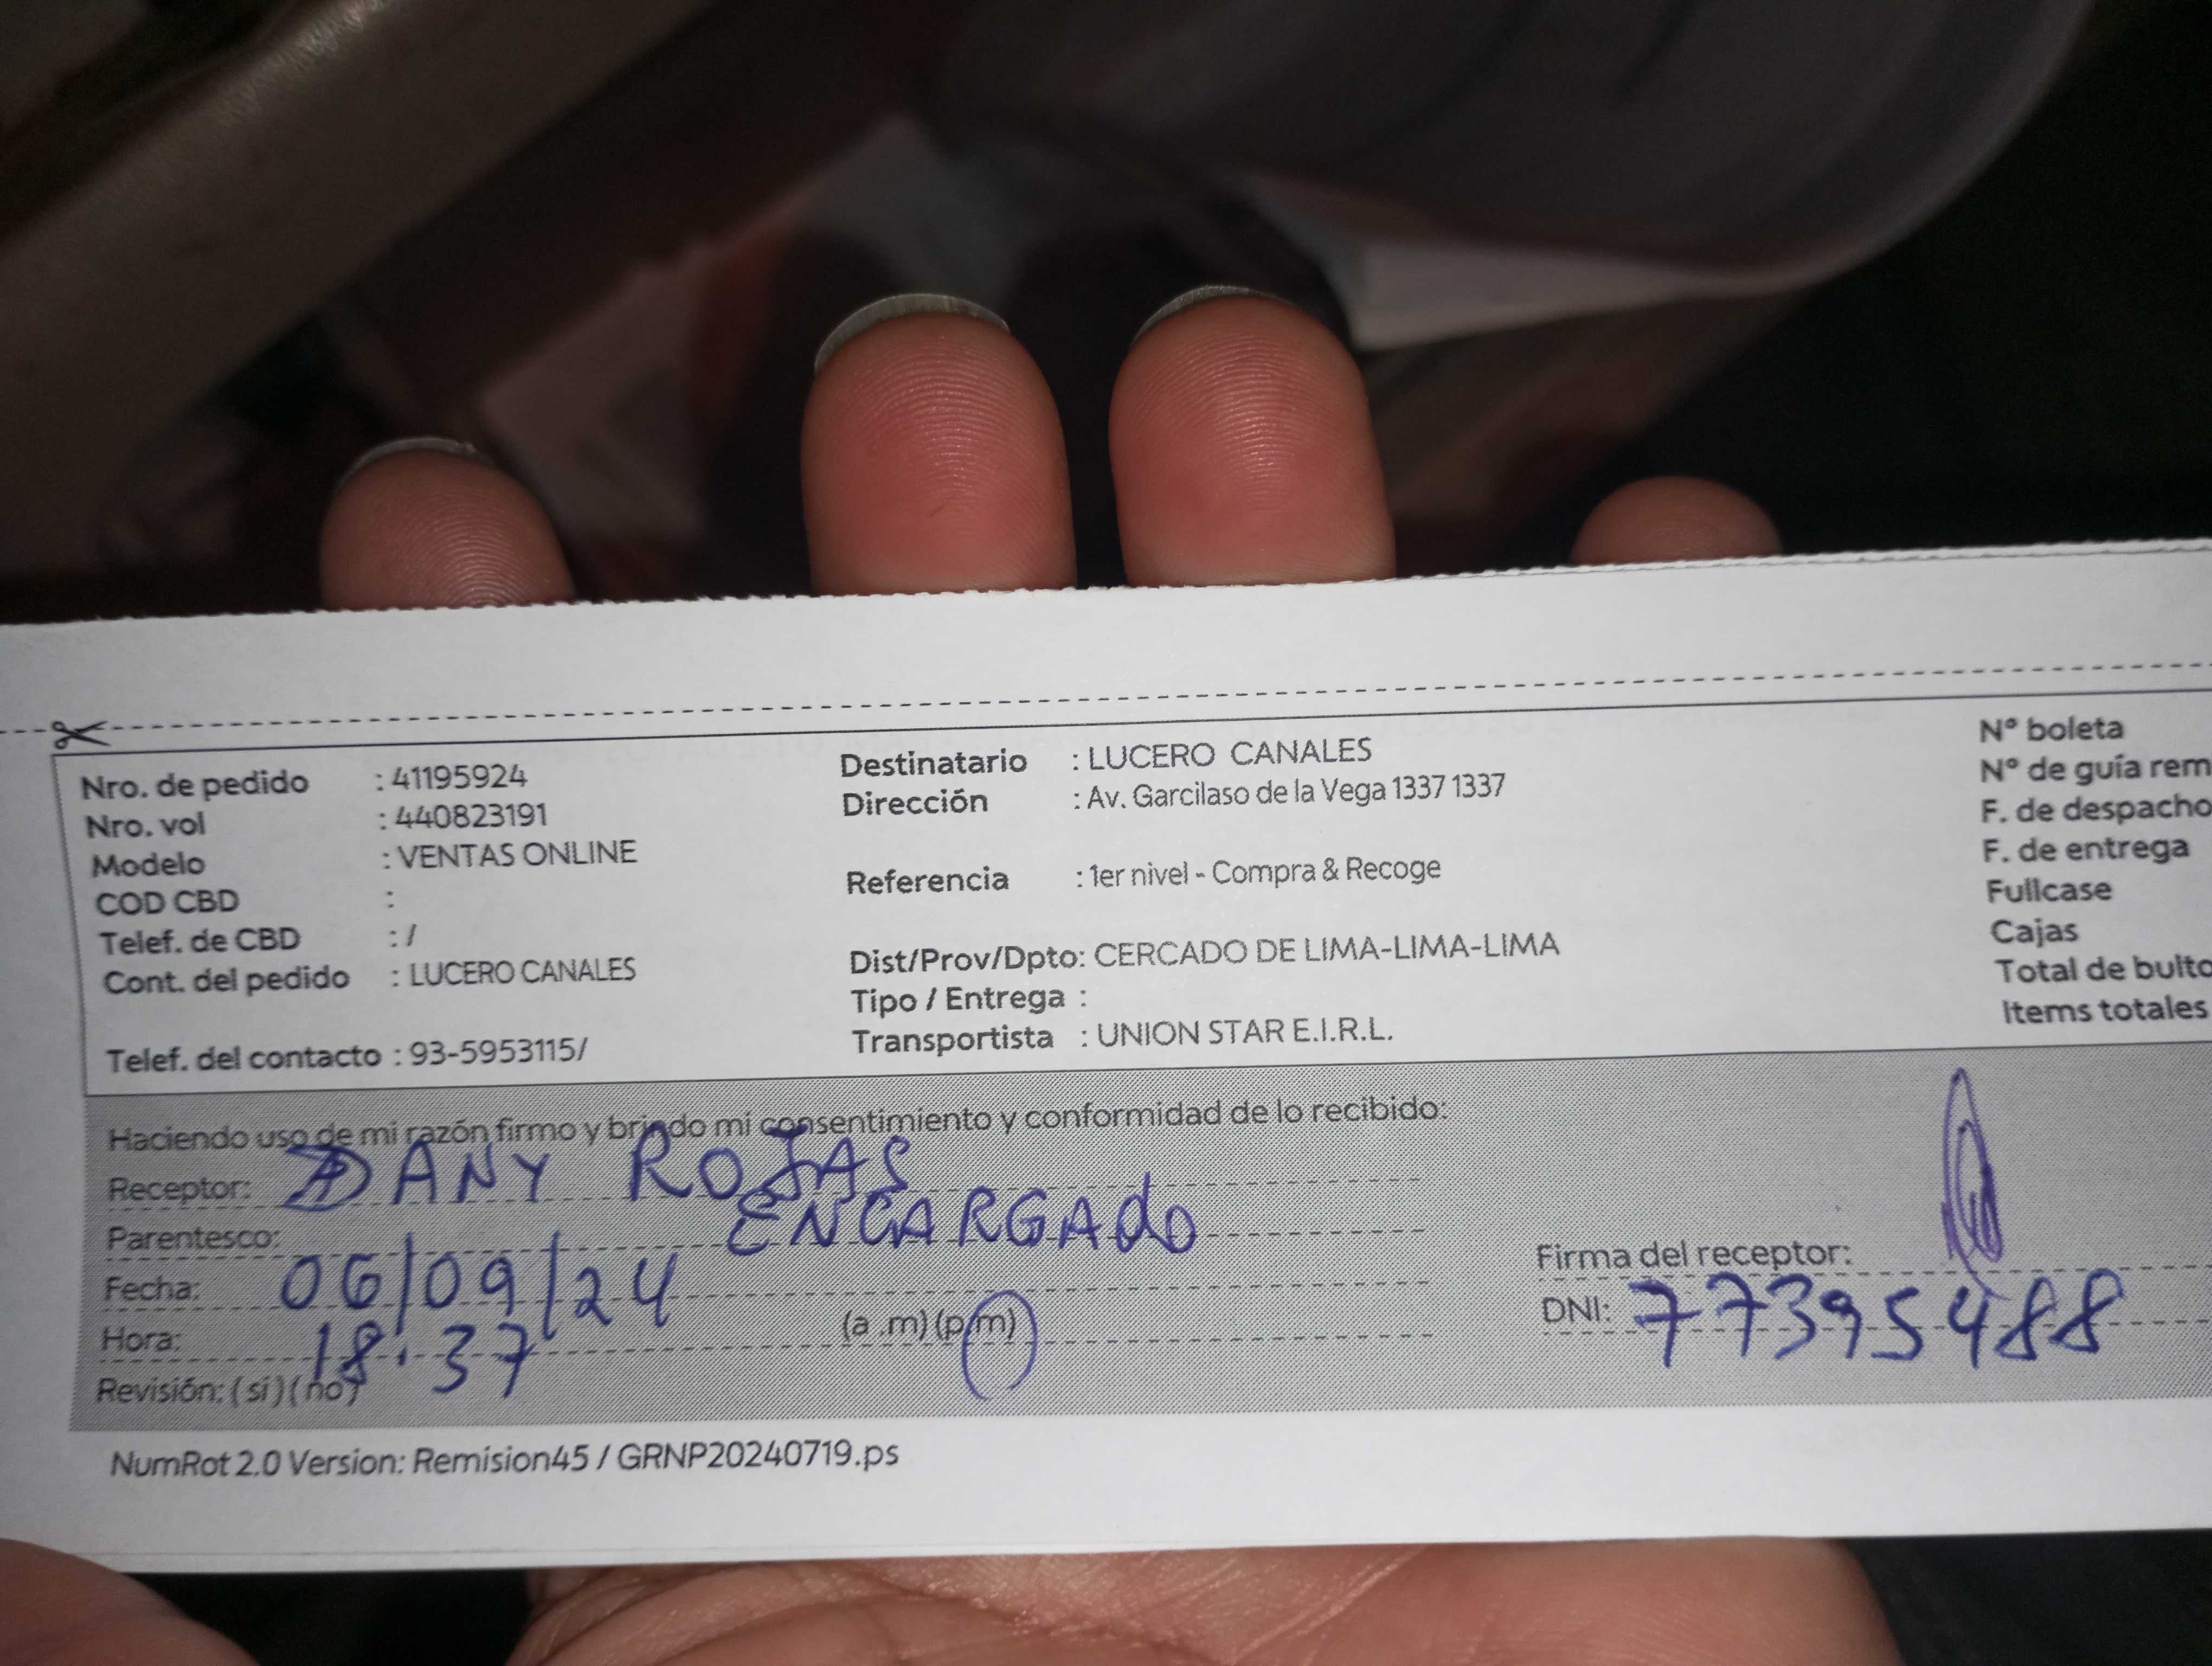 Nro. de pedido : 41195924
Nro. vol : 440823191
Modelo : VENTAS ONLINE
COD CBD :
Telef. de CBD : /
Cont. del pedido : LUCERO CANALES
Telef. del contacto : 93-5953115/
Destinatario : LUCERO CANALES
Dirección : Av. Garcilaso de la Vega 1337 1337
Referencia : 1er nivel - Compra & Recoge
Dist/Prov/Dpto: CERCADO DE LIMA-LIMA-LIMA
Tipo / Entrega :
Transportista : UNION STAR E.I.R.L.
Nº boleta
Nº de guía rem
F. de despacho
F. de entrega
Fullcase
Cajas
Total de bulto
Items totales
Haciendo uso de mi razón firmo y brindo mi consentimiento y conformidad de lo recibido:
Receptor: DANY ROJAS
Parentesco: ENCARGADO
Fecha: 06/09/24
Hora: 18:37 (a .m) (p.m)
Revisión: ( si ) ( no )
Firma del receptor:
DNI: 77395488
NumRot 2.0 Version: Remision45 / GRNP20240719.ps